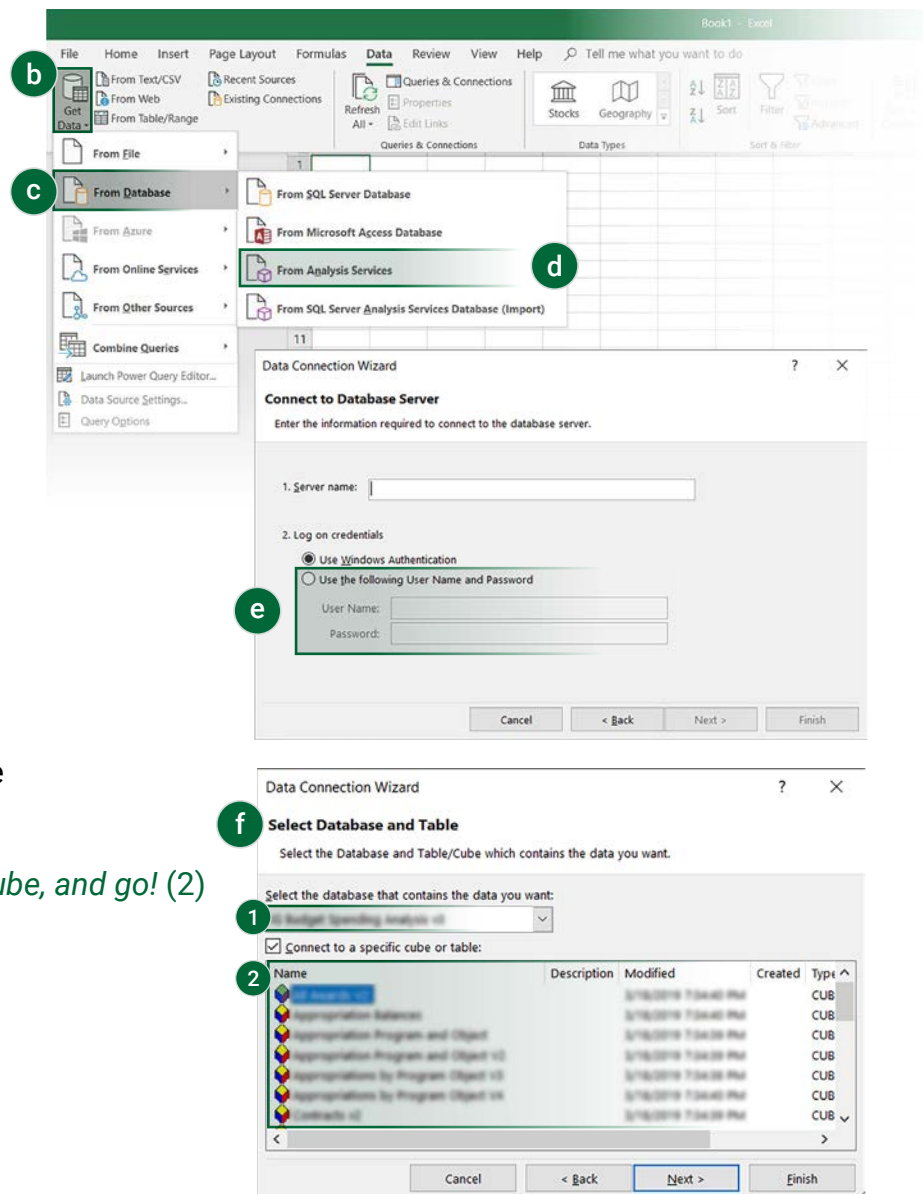 Book1 - Excel
File Home Insert Page Layout Formulas Data Review View Help Tell me what you want to do
b
Get Data
From Text/CSV
From Web
From Table/Range
Recent Sources
Existing Connections
Refresh All
Queries & Connections
Properties
Edit Links
Queries & Connections
Stocks
Geography
Data Types
Sort
Filter
Advanced
Sort & Filter
From File
1
c
From Database
From SQL Server Database
From Microsoft Access Database
From Azure
From Analysis Services
d
From Online Services
From Other Sources
From SQL Server Analysis Services Database (Import)
Combine Queries
11
Launch Power Query Editor...
Data Source Settings...
Query Options
Data Connection Wizard ? ×
Connect to Database Server
Enter the information required to connect to the database server.
1. Server name:
2. Log on credentials
Use Windows Authentication
Use the following User Name and Password
e
User Name:
Password:
Cancel < Back Next > Finish
e
ube, and go! (2)
Data Connection Wizard ? ×
f
Select Database and Table
Select the Database and Table/Cube which contains the data you want.
Select the database that contains the data you want:
1
Connect to a specific cube or table:
2
Name Description Modified Created Type
CUB
CUB
CUB
CUB
CUB
CUB
CUB
Cancel < Back Next > Finish